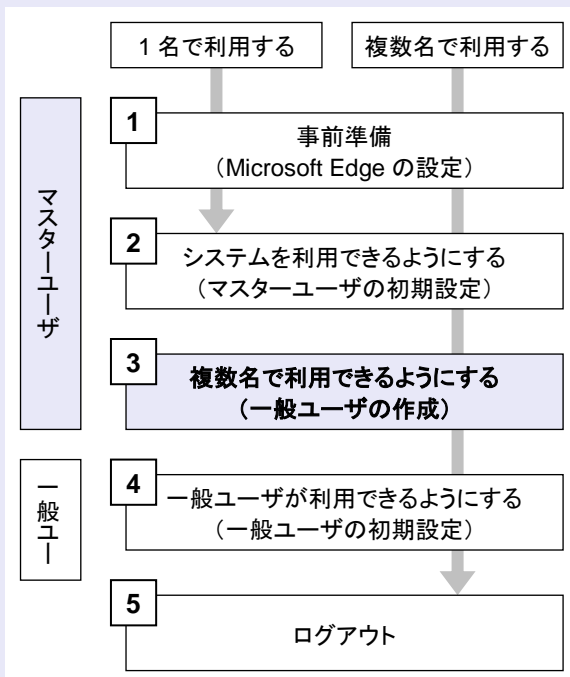 1 名で利用する
複数名で利用する
マスターユーザ
1
事前準備
（Microsoft Edge の設定）
2
システムを利用できるようにする
（マスターユーザの初期設定）
3
複数名で利用できるようにする
（一般ユーザの作成）
一般ユー
4
一般ユーザが利用できるようにする
（一般ユーザの初期設定）
5
ログアウト